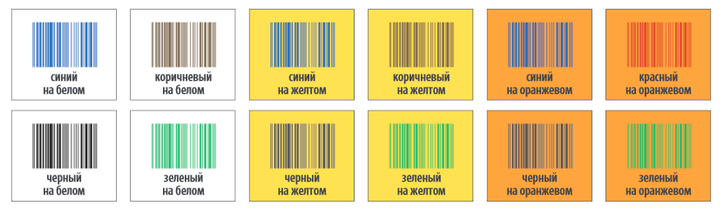 синий
на белом
коричневый
на белом
синий
на желтом
коричневый
на желтом
синий
на оранжевом
красный
на оранжевом
черный
на белом
зеленый
на белом
черный
на желтом
зеленый
на желтом
черный
на оранжевом
зеленый
на оранжевом